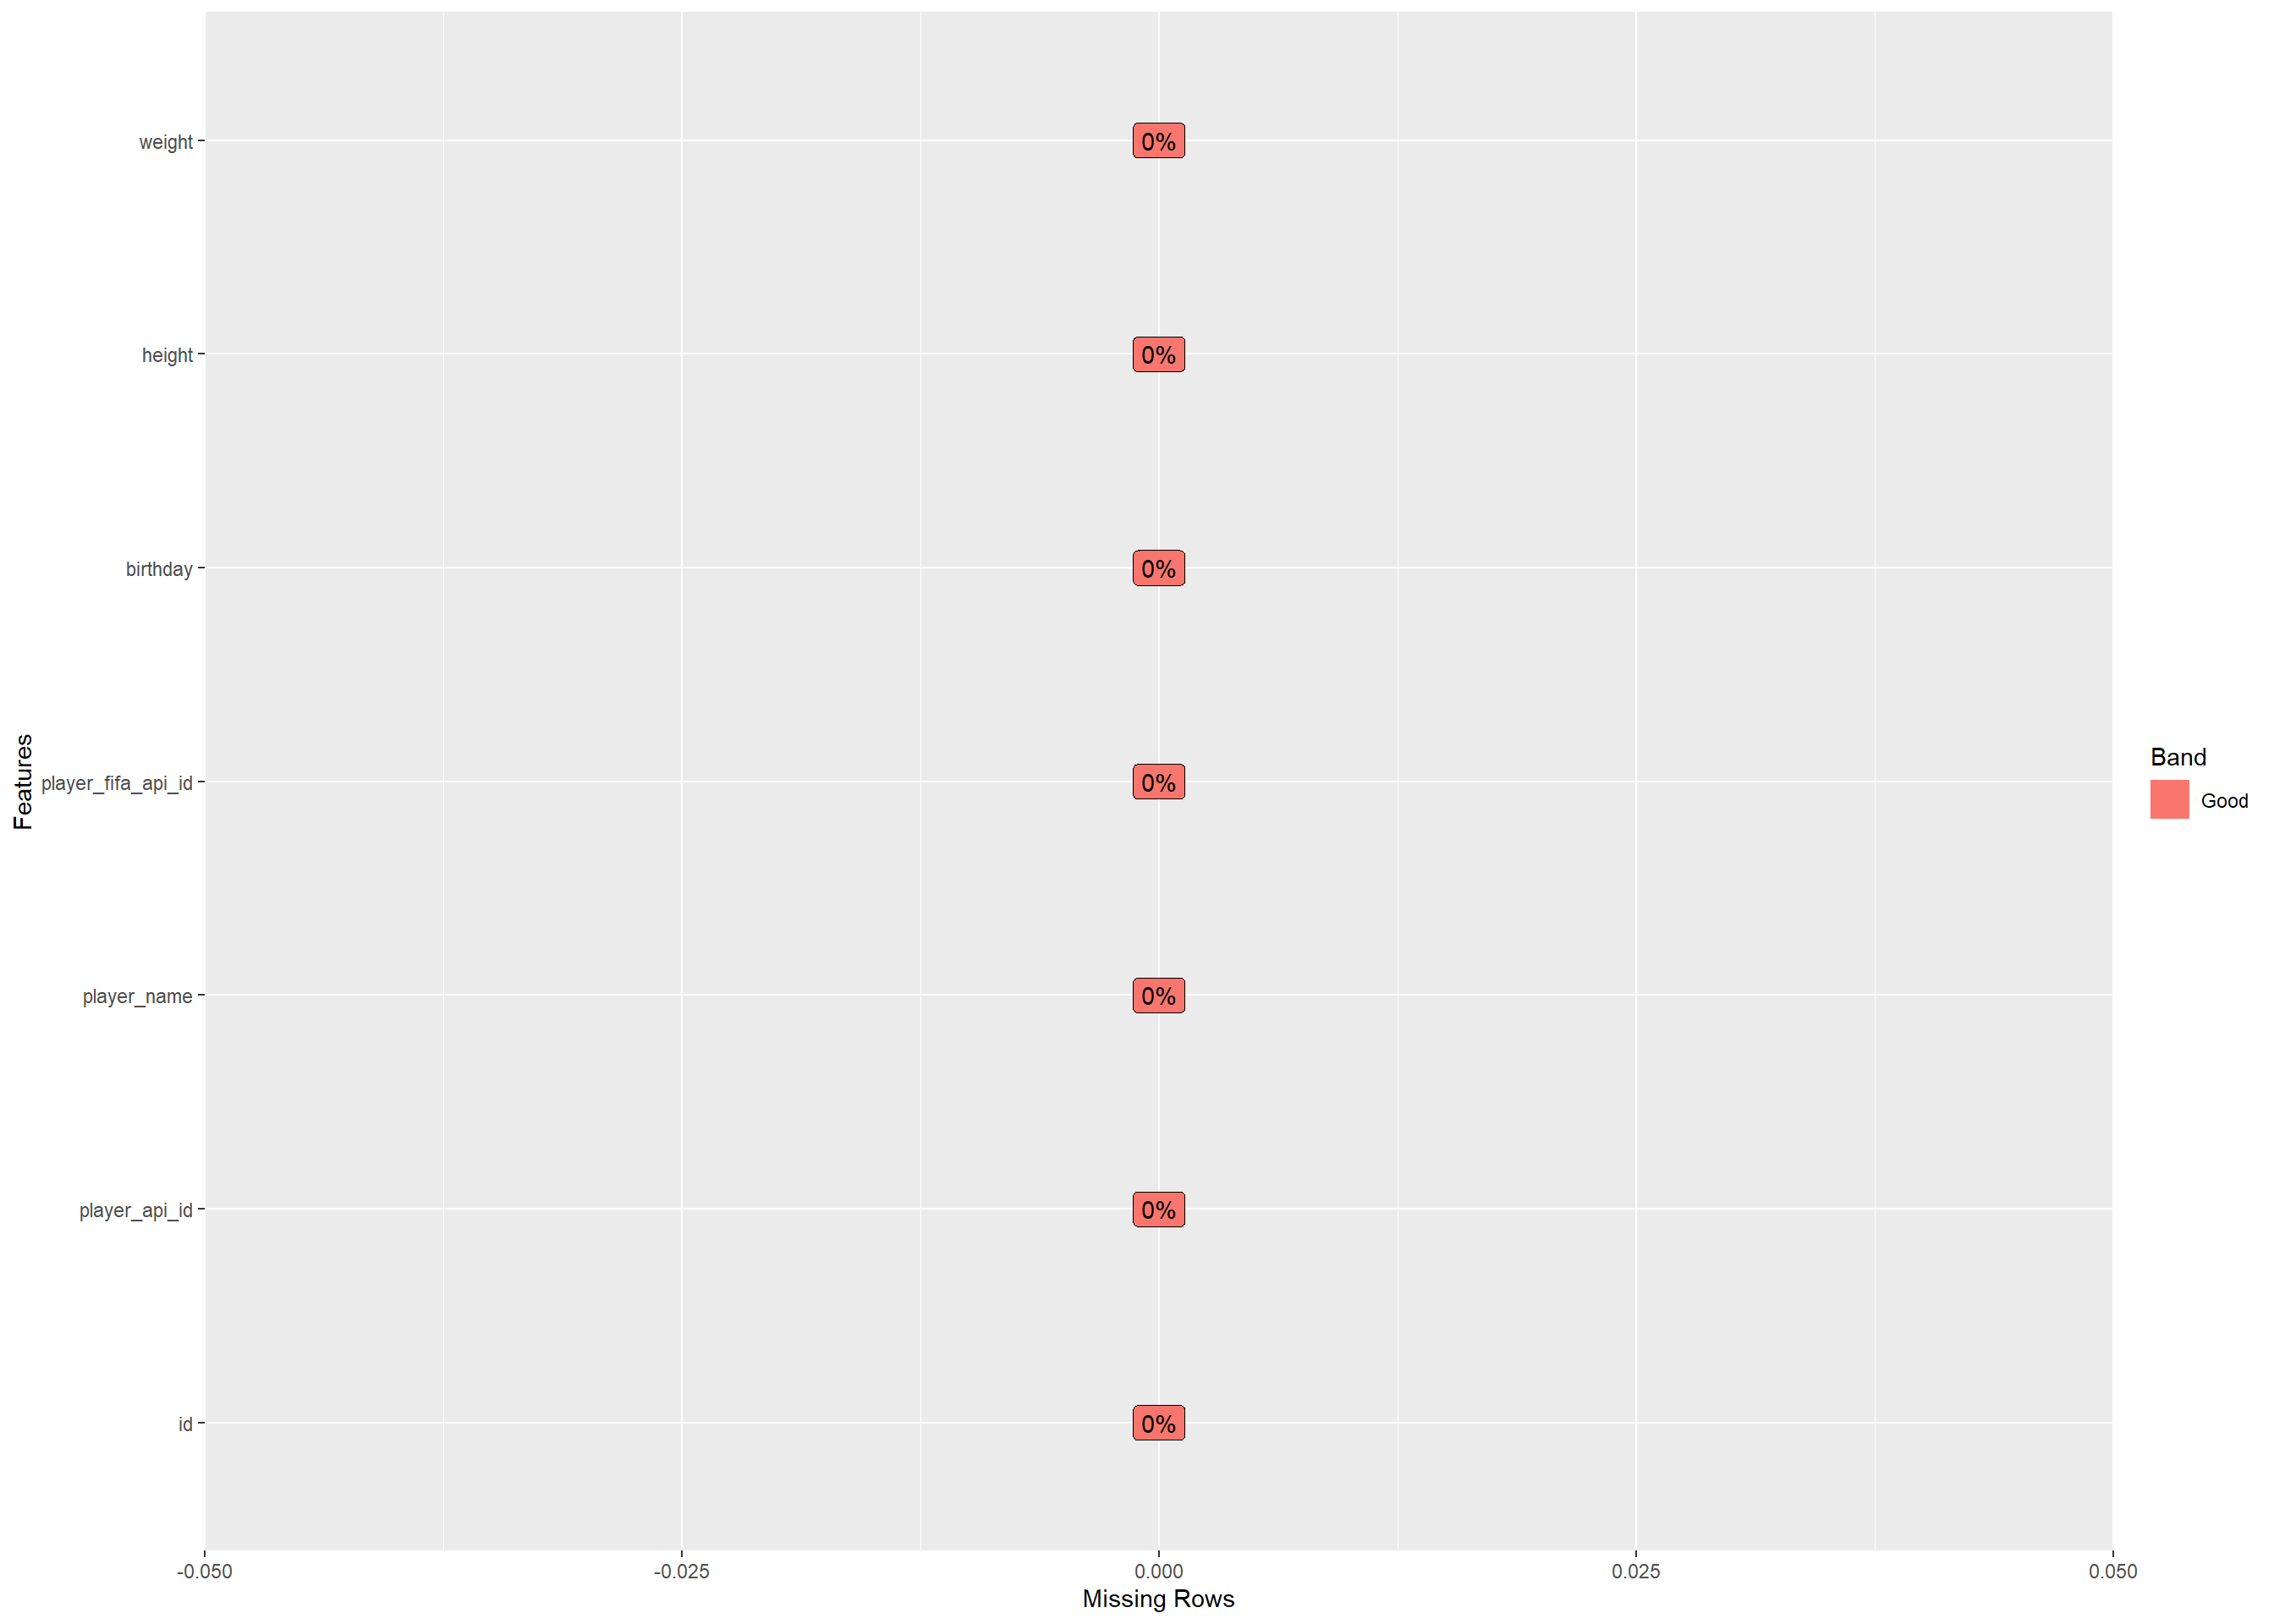 weight
0%
height
0%
birthday
0%
player_fifa_api_id
0%
player_name
0%
player_api_id
0%
id
0%
Features
-0.050
-0.025
0.000
0.025
0.050
Missing Rows
Band
Good